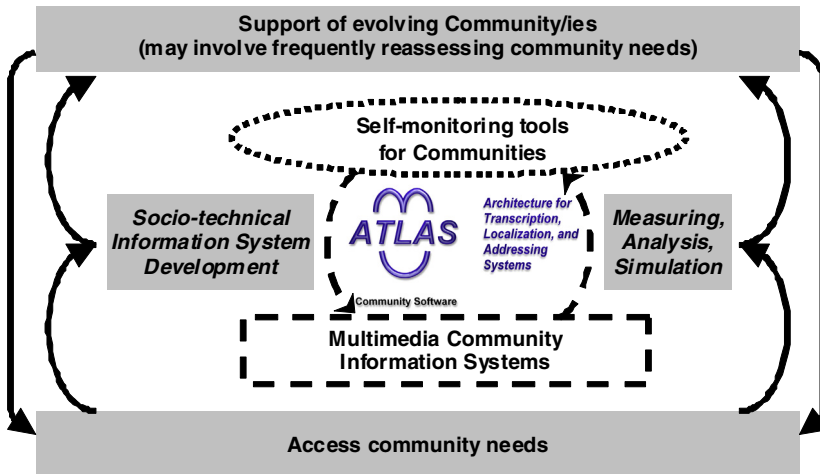 Support of evolving Community/ies
(may involve frequently reassessing community needs)
Self-monitoring tools
for Communities
Socio-technical
Information System
Development
ATLAS
Community Software
Architecture for
Transcription,
Localization, and
Addressing
Systems
Measuring,
Analysis,
Simulation
Multimedia Community
Information Systems
Access community needs